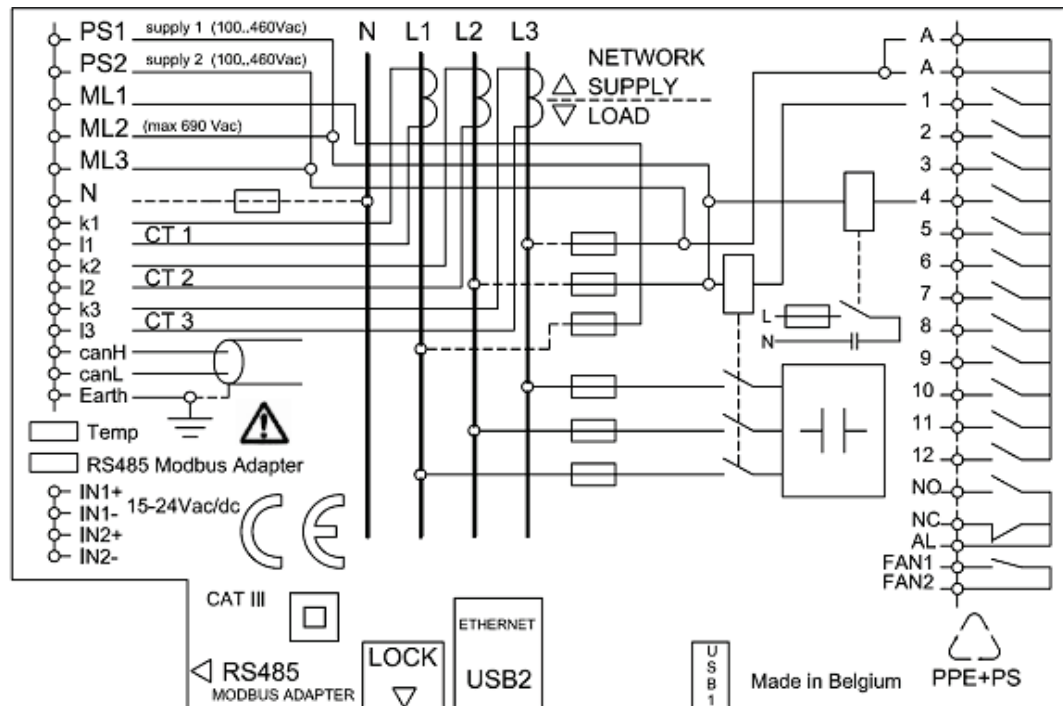 PS1 supply 1 (100..460Vac)
PS2 supply 2 (100..460Vac)
ML1
ML2 (max 690 Vac)
ML3
N
k1
l1 CT 1
k2
l2 CT 2
k3
l3 CT 3
canH
canL
Earth
Temp
RS485 Modbus Adapter
IN1+
IN1- 15-24Vac/dc
IN2+
IN2-
CE
CAT III
RS485
MODBUS ADAPTER
N L1 L2 L3
NETWORK
SUPPLY
LOAD
L
N
LOCK
ETHERNET
USB2
USB1
Made in Belgium
A
A
1
2
3
4
5
6
7
8
9
10
11
12
NO
NC
AL
FAN1
FAN2
PPE+PS